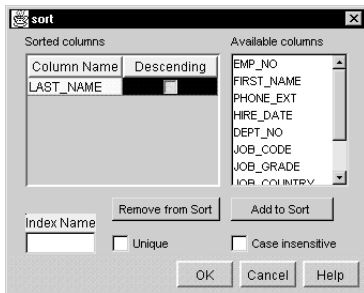 sort
Sorted columns
Available columns
Column Name Descending
LAST_NAME
EMP_NO
FIRST_NAME
PHONE_EXT
HIRE_DATE
DEPT_NO
JOB_CODE
JOB_GRADE
JOB_COUNTRY
Remove from Sort
Add to Sort
Index Name
Unique
Case insensitive
OK
Cancel
Help